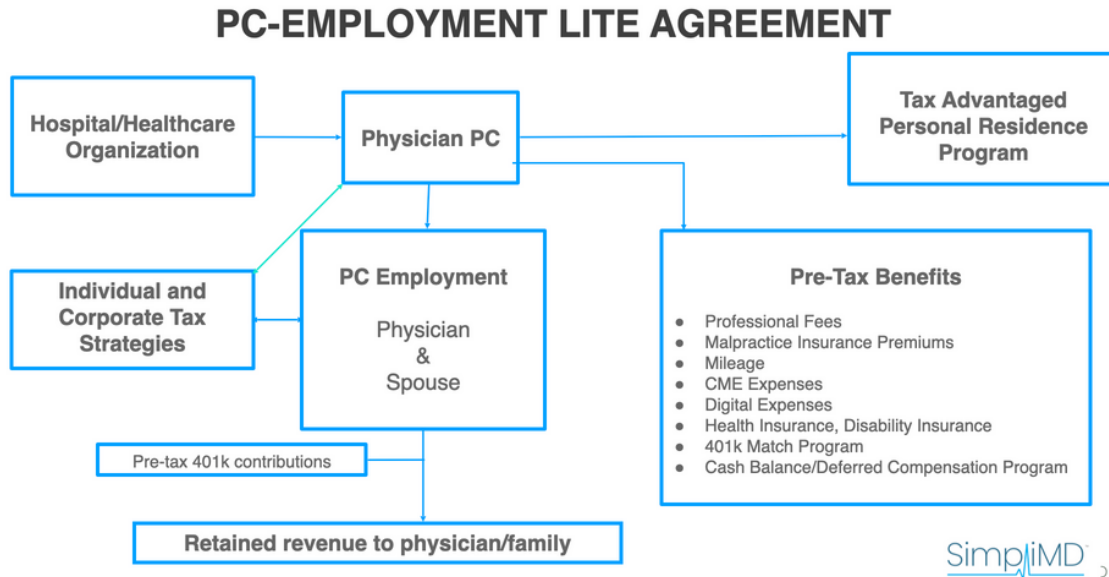 PC-EMPLOYMENT LITE AGREEMENT
Hospital/Healthcare
Organization
Physician PC
Tax Advantaged
Personal Residence
Program
Individual and
Corporate Tax
Strategies
PC Employment
Physician
&
Spouse
Pre-Tax Benefits
● Professional Fees
● Malpractice Insurance Premiums
● Mileage
● CME Expenses
● Digital Expenses
● Health Insurance, Disability Insurance
● 401k Match Program
● Cash Balance/Deferred Compensation Program
Pre-tax 401k contributions
Retained revenue to physician/family
SimpliMD